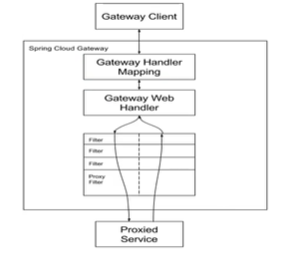 Gateway Client
Spring Cloud Gateway
Gateway Handler
Mapping
Gateway Web
Handler
Filter
Filter
Filter
Proxy
Filter
Proxied
Service